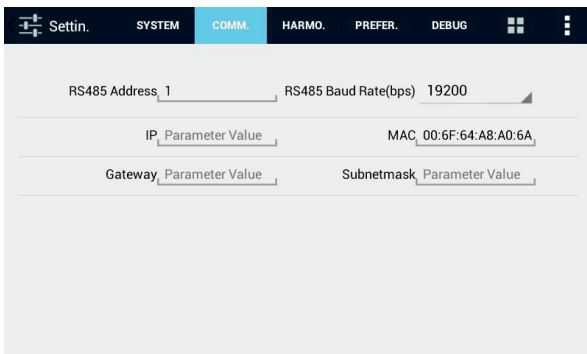 Settin. SYSTEM COMM. HARMO. PREFER. DEBUG
RS485 Address 1 RS485 Baud Rate(bps) 19200
IP Parameter Value MAC 00:6F:64:A8:A0:6A
Gateway Parameter Value Subnetmask Parameter Value